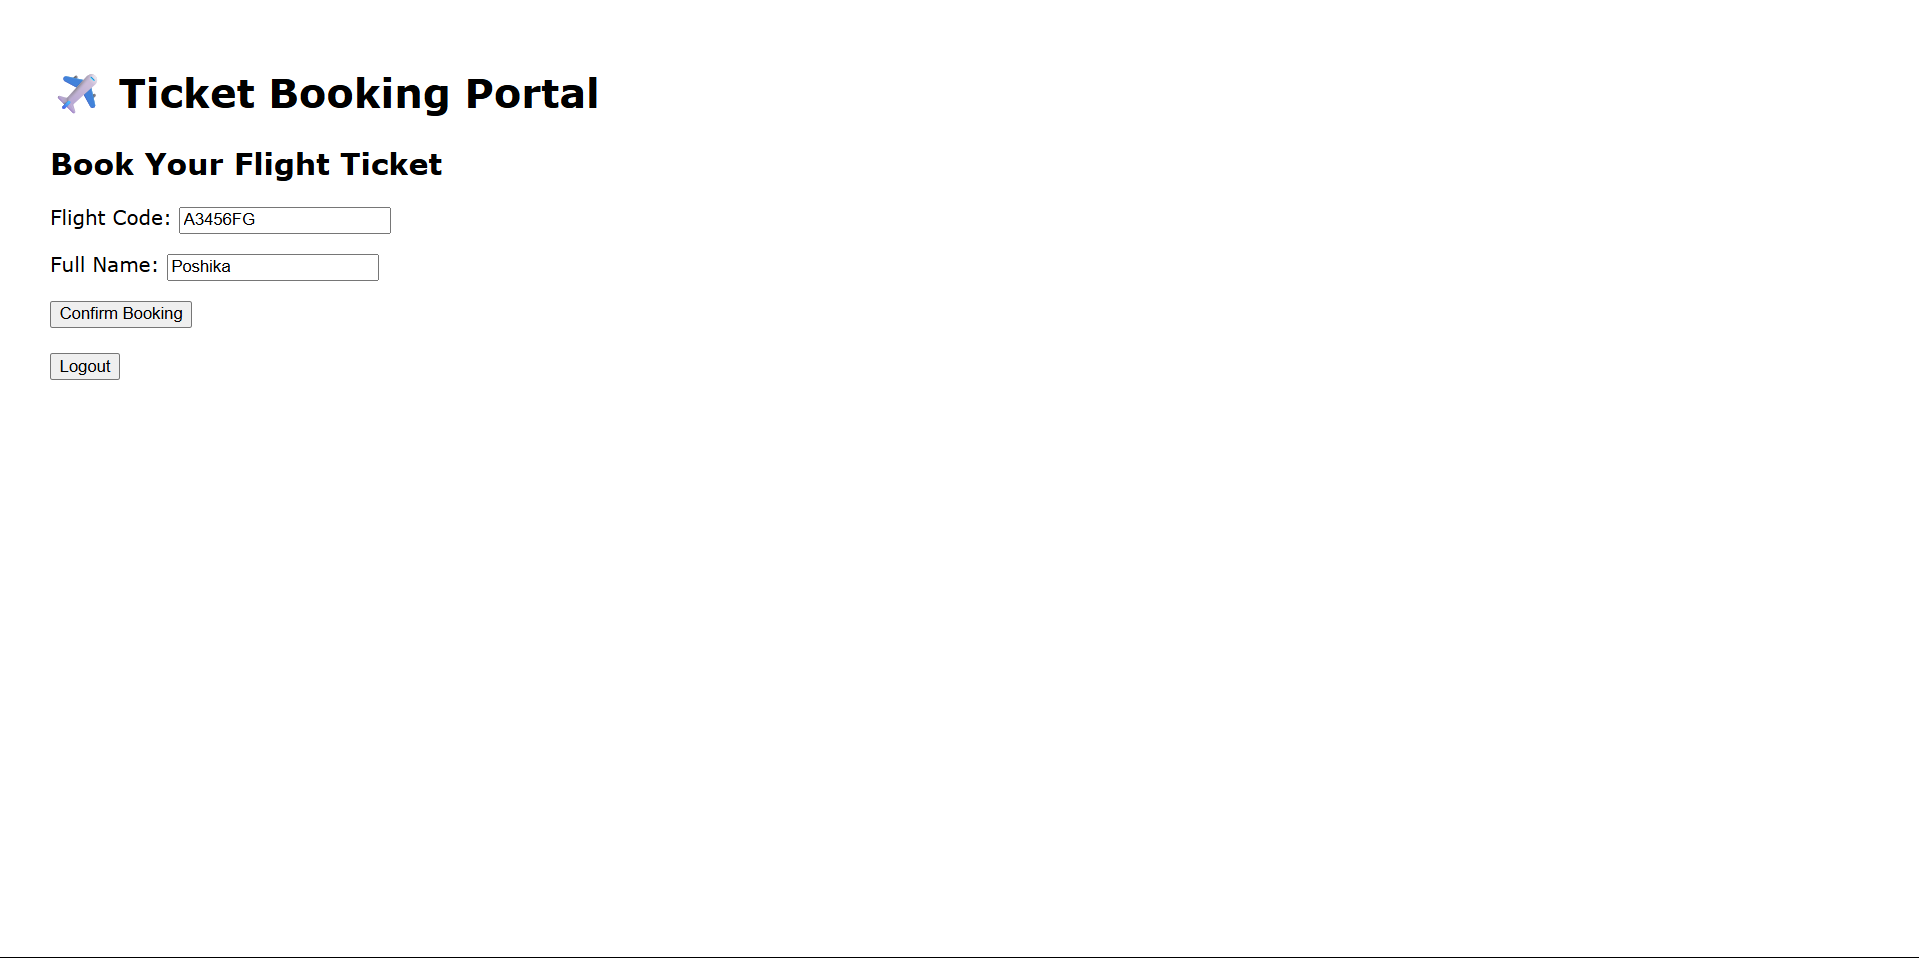 ✈️ Ticket Booking Portal
Book Your Flight Ticket
Flight Code: A3456FG
Full Name: Poshika
Confirm Booking
Logout